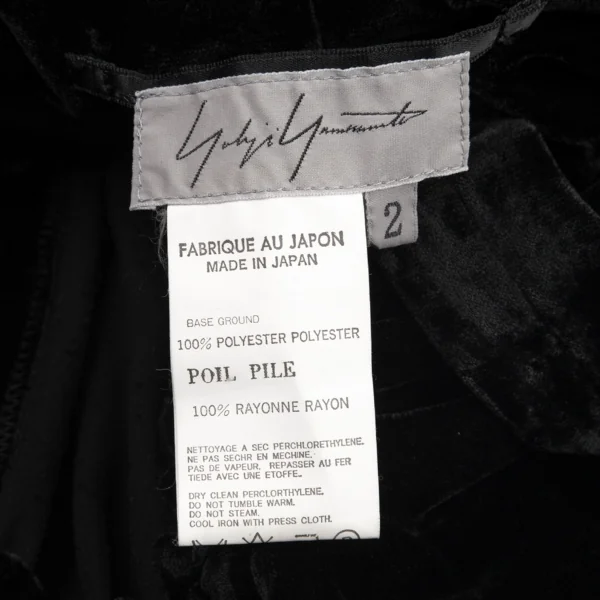 Yohji Yamamoto
2
FABRIQUE AU JAPON
MADE IN JAPAN
BASE GROUND
100% POLYESTER POLYESTER
POIL PILE
100% RAYONNE RAYON
NETTOYAGE A SEC PERCHLORETHYLENE.
NE PAS SECHR EN MECHINE.
PAS DE VAPEUR. REPASSER AU FER
TIEDE AVEC UNE ETOFFE.
DRY CLEAN PERCLORTHYLENE.
DO NOT TUMBLE WARM.
DO NOT STEAM.
COOL IRON WITH PRESS CLOTH.